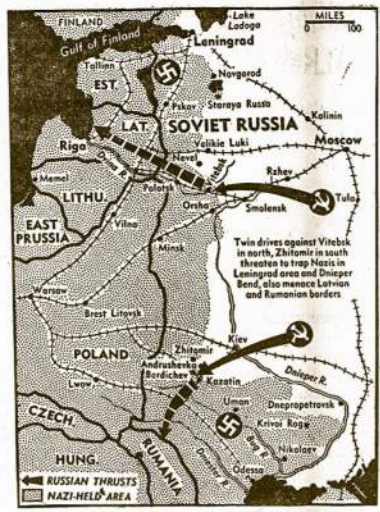 FINLAND
Lake
Ladoga
MILES
0 100
Gulf of Finland
Leningrad
Tallinn
Novgorod
EST.
Pskov
Staraya Russa
Kalinin
LAT.
SOVIET RUSSIA
Riga
Velikie Luki
Moscow
Dvina R.
Nevel
Vitebsk
Rzhev
Memel
Polotsk
LITHU.
Orsha
Smolensk
Tula
EAST
PRUSSIA
Vilna
Minsk
Twin drives against Vitebsk
in north, Zhitomir in south
threaten to trap Nazis in
Leningrad area and Dnieper
Bend, also menace Latvian
and Rumanian borders
Warsaw
Brest Litovsk
POLAND
Zhitomir
Kiev
Dnieper R.
Andrushevka
Berdichev
Kazatin
Lwow
Uman
Dnepropetrovsk
CZECH.
Krivoi Rog
Bug R.
Nikolaev
HUNG.
RUMANIA
Dniester R.
Odessa
RUSSIAN THRUSTS
NAZI-HELD AREA